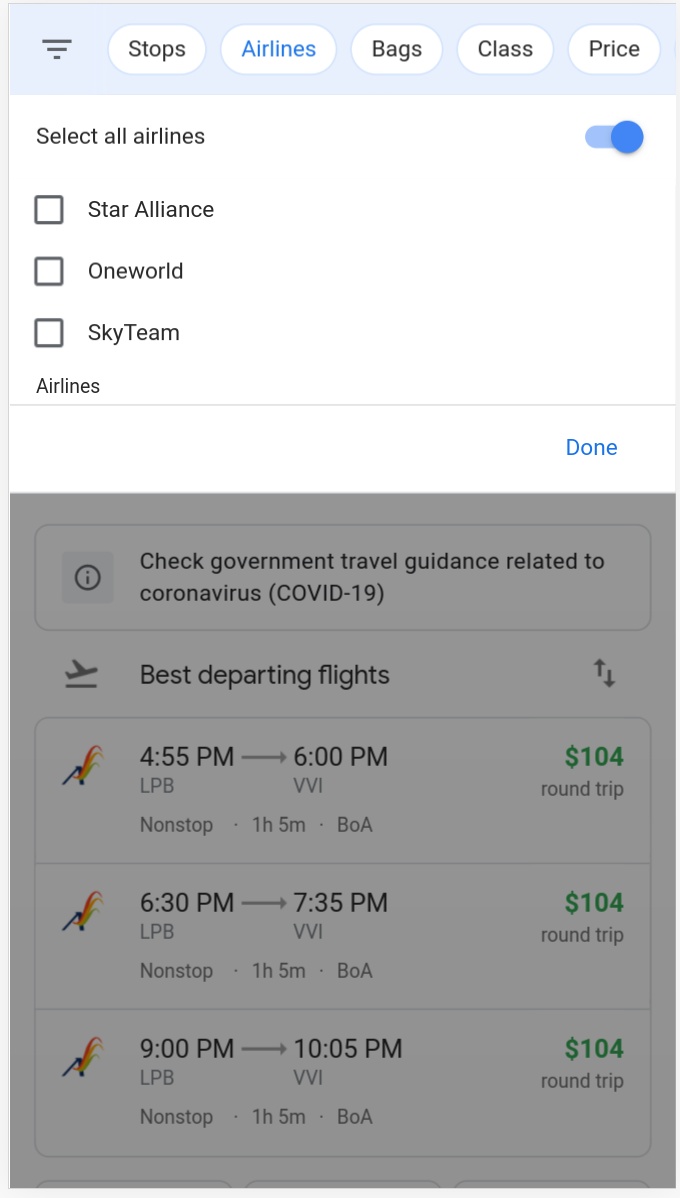 Stops Airlines Bags Class Price
Select all airlines
Star Alliance
Oneworld
SkyTeam
Airlines
Done
Check government travel guidance related to
coronavirus (COVID-19)
Best departing flights
4:55 PM 6:00 PM $104
LPB VVI round trip
Nonstop · 1h 5m · BoA
6:30 PM 7:35 PM $104
LPB VVI round trip
Nonstop · 1h 5m · BoA
9:00 PM 10:05 PM $104
LPB VVI round trip
Nonstop · 1h 5m · BoA